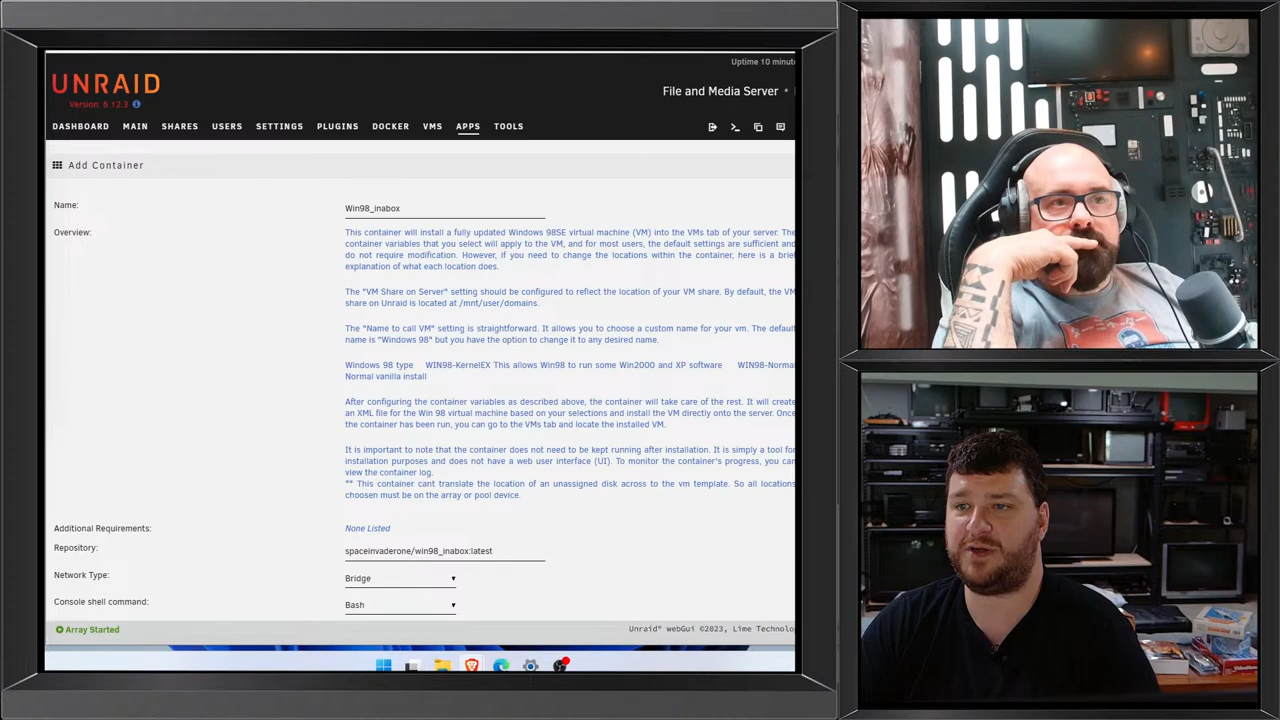 Uptime 10 minut
UNRAID
Version: 6.12.3
File and Media Server •
DASHBOARD MAIN SHARES USERS SETTINGS PLUGINS DOCKER VMS APPS TOOLS
Add Container
Name:
Win98_inabox
Overview:
This container will install a fully updated Windows 98SE virtual machine (VM) into the VMs tab of your server. The
container variables that you select will apply to the VM, and for most users, the default settings are sufficient and
do not require modification. However, if you need to change the locations within the container, here is a brief
explanation of what each location does.
The "VM Share on Server" setting should be configured to reflect the location of your VM share. By default, the VM
share on Unraid is located at /mnt/user/domains.
The "Name to call VM" setting is straightforward. It allows you to choose a custom name for your vm. The default
name is "Windows 98" but you have the option to change it to any desired name.
Windows 98 type WIN98-KernelEX This allows Win98 to run some Win2000 and XP software WIN98-Normal
Normal vanilla install
After configuring the container variables as described above, the container will take care of the rest. It will create
an XML file for the Win 98 virtual machine based on your selections and install the VM directly onto the server. Once
the container has been run, you can go to the VMs tab and locate the installed VM.
It is important to note that the container does not need to be kept running after installation. It is simply a tool for
installation purposes and does not have a web user interface (UI). To monitor the container's progress, you can
view the container log.
** This container cant translate the location of an unassigned disk across to the vm template. So all locations
choosen must be on the array or pool device.
Additional Requirements:
None Listed
Repository:
spaceinvaderone/win98_inabox:latest
Network Type:
Bridge
Console shell command:
Bash
Array Started
Unraid® webGui ©2023, Lime Technolo